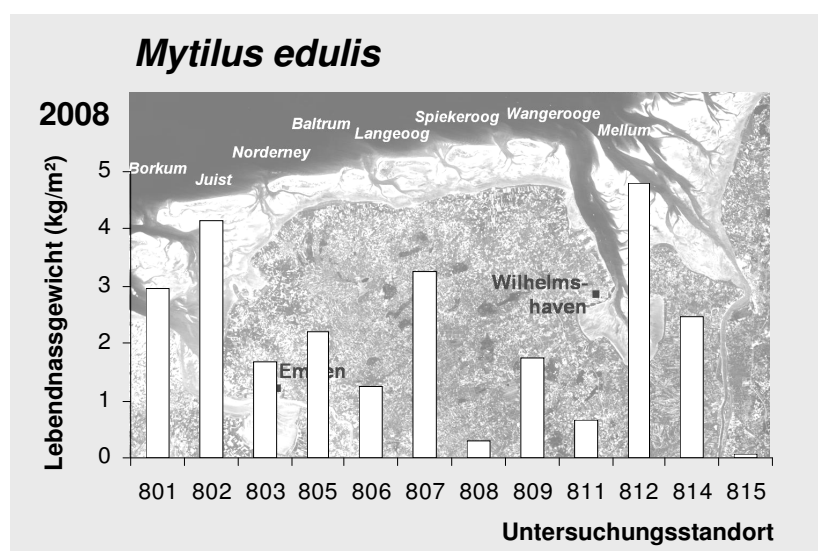 Mytilus edulis
2008
Borkum
Juist
Norderney
Baltrum
Langeoog
Spiekeroog
Wangerooge
Mellum
Lebendnassgewicht (kg/m²)
5
4
3
2
1
0
Wilhelms-
haven
801 802 803 805 806 807 808 809 811 812 814 815
Untersuchungsstandort